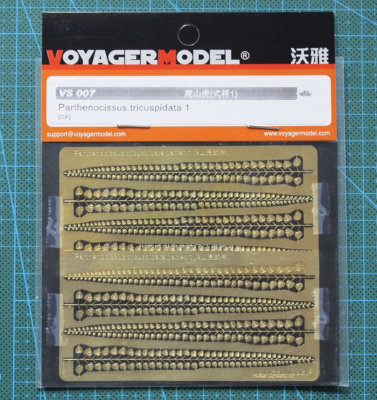 VOYAGERMODEL® 沃雅
VS 007 爬山虎(式样1)
Parthenocissus tricuspidata 1
[GP]
support@voyagermodel.com www.voyagermodel.com